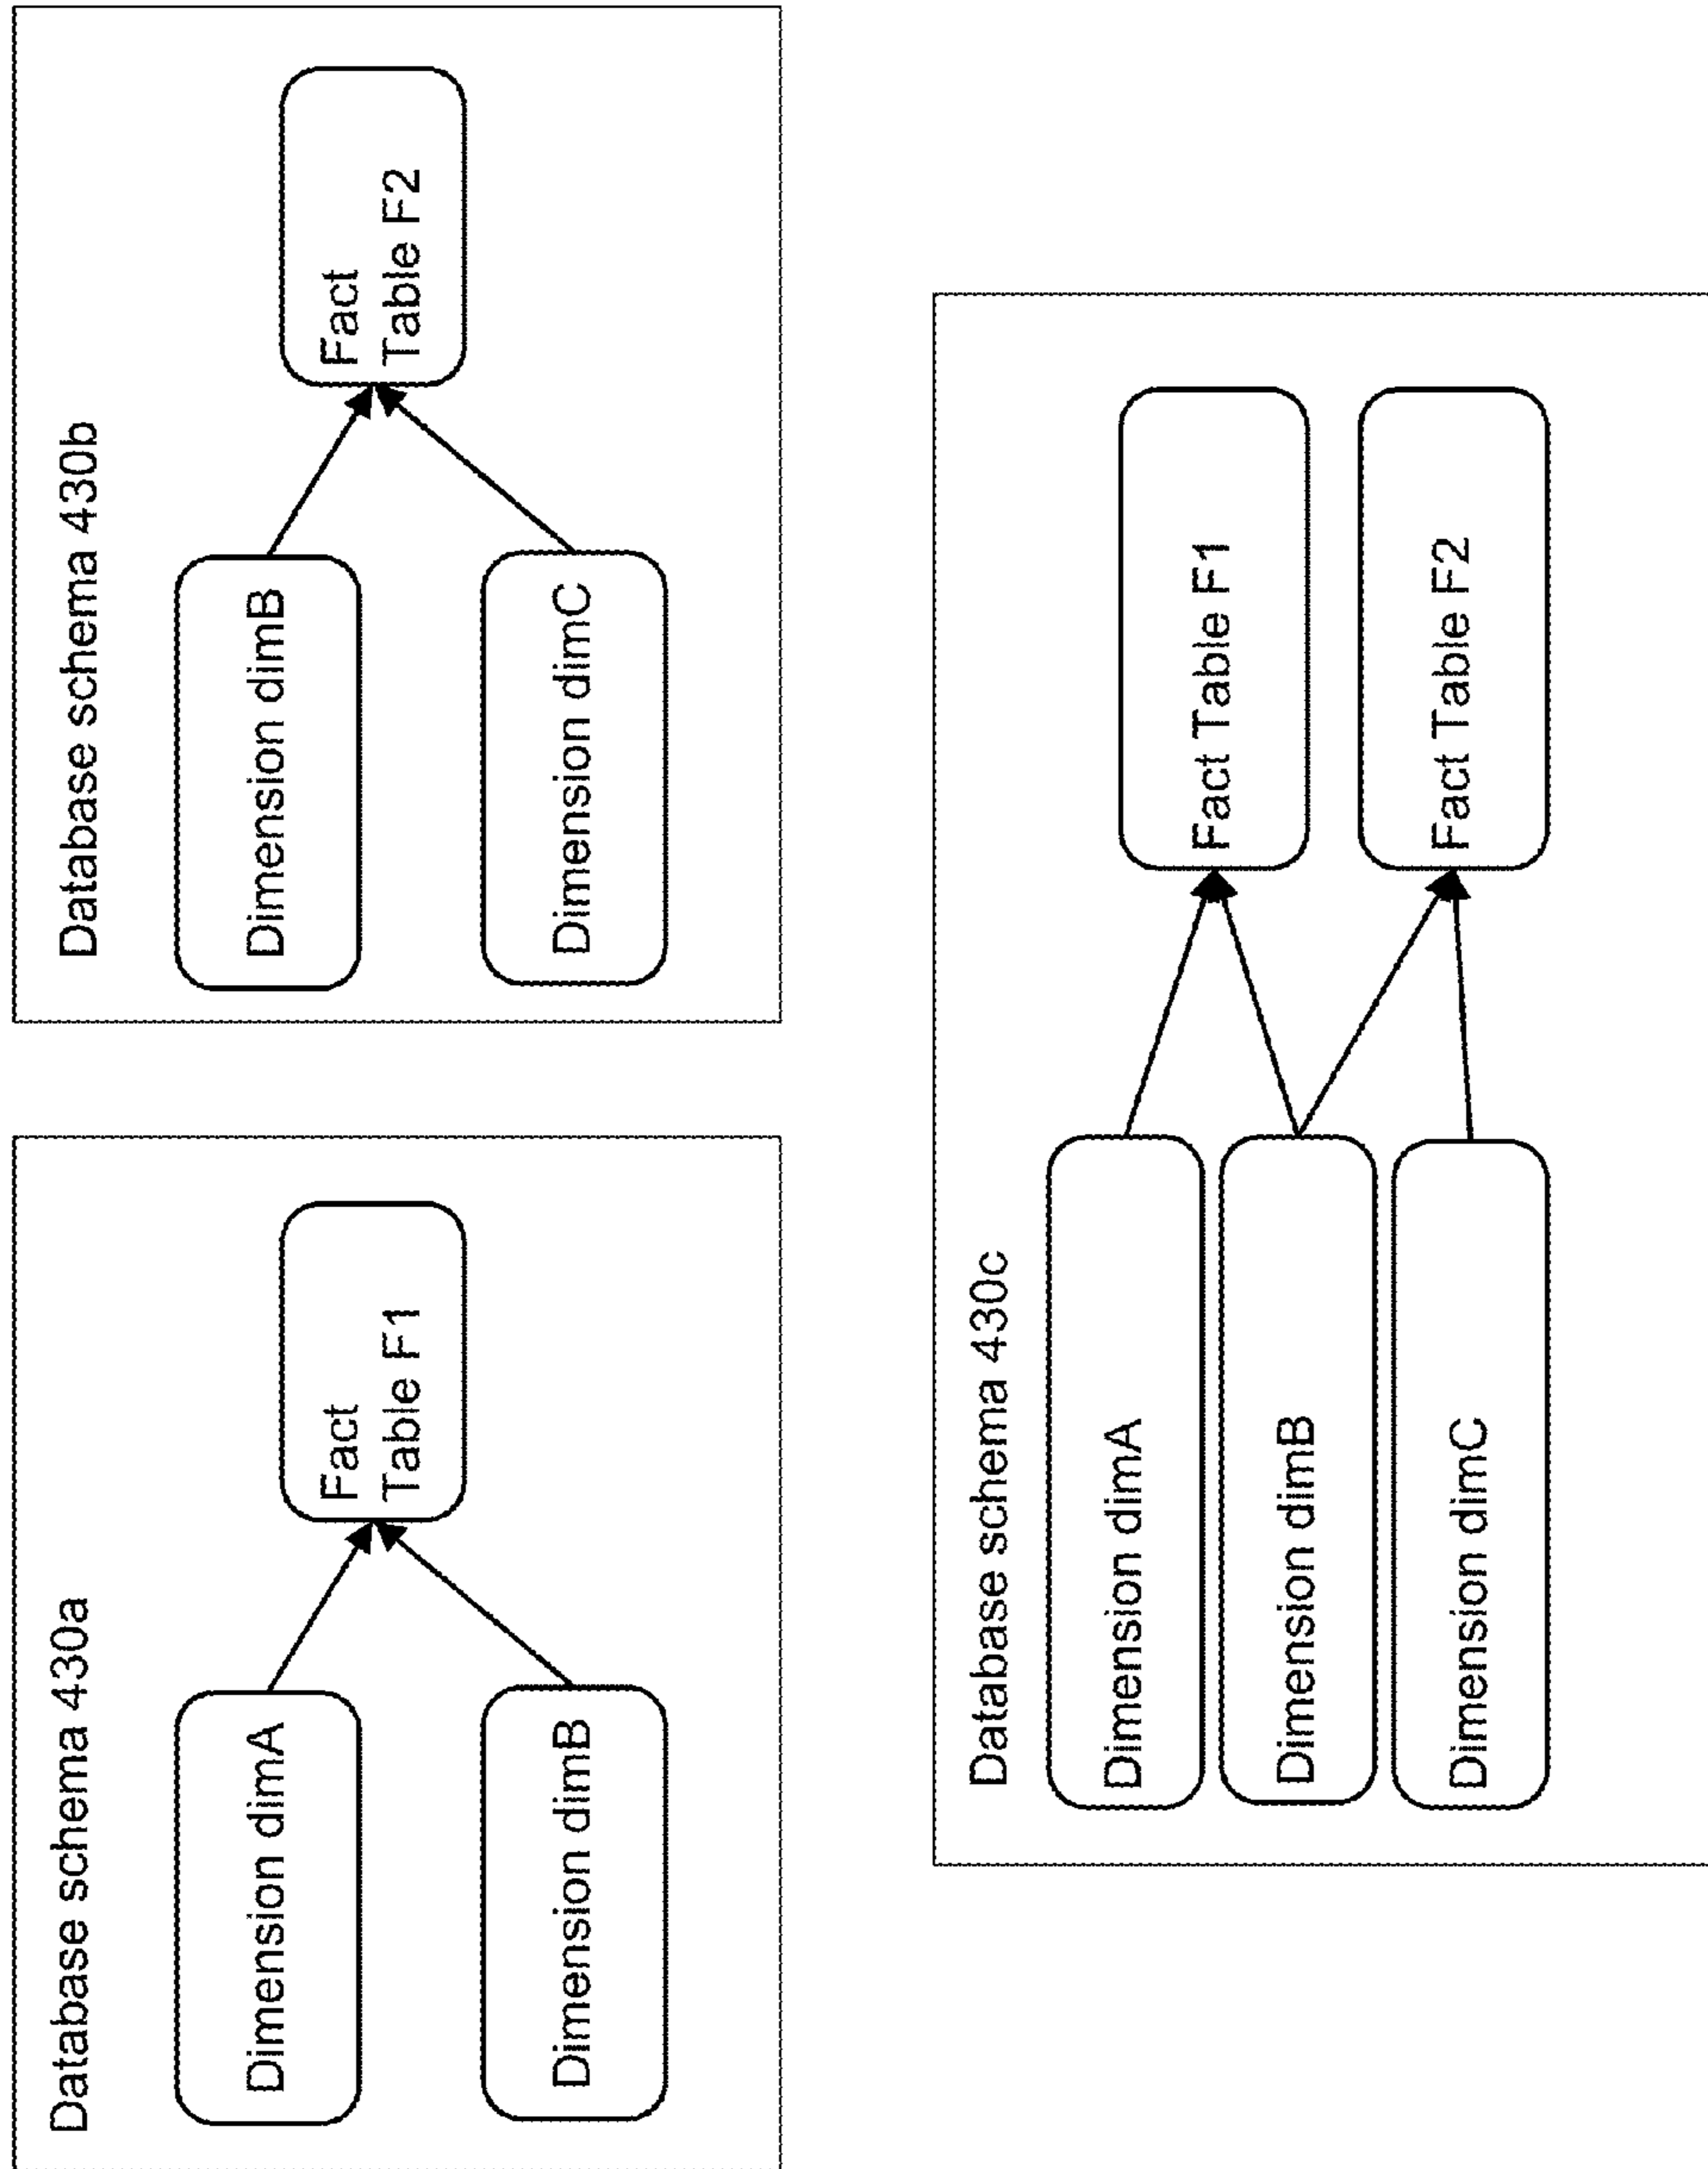 Database schema 430a
Dimension dimA
Dimension dimB
Fact
Table F1
Database schema 430b
Dimension dimB
Dimension dimC
Fact
Table F2
Database schema 430c
Dimension dimA
Dimension dimB
Dimension dimC
Fact Table F1
Fact Table F2